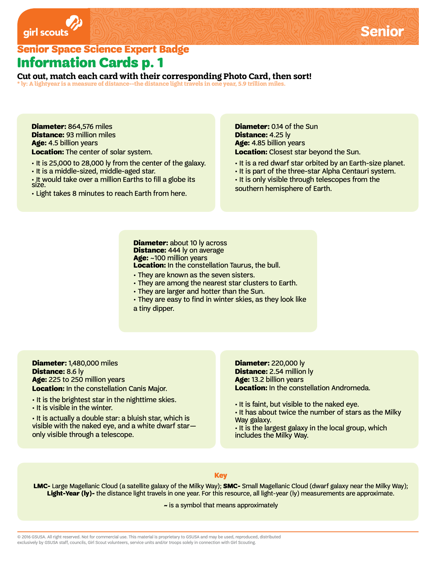 girl scouts
Senior
Senior Space Science Expert Badge
Information Cards p. 1
Cut out, match each card with their corresponding Photo Card, then sort!
* ly: A lightyear is a measure of distance—the distance light travels in one year, 5.9 trillion miles.
Diameter: 864,576 miles
Distance: 93 million miles
Age: 4.5 billion years
Location: The center of solar system.
• It is 25,000 to 28,000 ly from the center of the galaxy.
• It is a middle-sized, middle-aged star.
• It would take over a million Earths to fill a globe its
size.
• Light takes 8 minutes to reach Earth from here.
Diameter: 0.14 of the Sun
Distance: 4.25 ly
Age: 4.85 billion years
Location: Closest star beyond the Sun.
• It is a red dwarf star orbited by an Earth-size planet.
• It is part of the three-star Alpha Centauri system.
• It is only visible through telescopes from the
southern hemisphere of Earth.
Diameter: about 10 ly across
Distance: 444 ly on average
Age: ~100 million years
Location: In the constellation Taurus, the bull.
• They are known as the seven sisters.
• They are among the nearest star clusters to Earth.
• They are larger and hotter than the Sun.
• They are easy to find in winter skies, as they look like
a tiny dipper.
Diameter: 1,480,000 miles
Distance: 8.6 ly
Age: 225 to 250 million years
Location: In the constellation Canis Major.
• It is the brightest star in the nighttime skies.
• It is visible in the winter.
• It is actually a double star: a bluish star, which is
visible with the naked eye, and a white dwarf star—
only visible through a telescope.
Diameter: 220,000 ly
Distance: 2.54 million ly
Age: 13.2 billion years
Location: In the constellation Andromeda.
• It is faint, but visible to the naked eye.
• It has about twice the number of stars as the Milky
Way galaxy.
• It is the largest galaxy in the local group, which
includes the Milky Way.
Key
LMC- Large Magellanic Cloud (a satellite galaxy of the Milky Way); SMC- Small Magellanic Cloud (dwarf galaxy near the Milky Way);
Light-Year (ly)- the distance light travels in one year. For this resource, all light-year (ly) measurements are approximate.
~ is a symbol that means approximately
© 2019 GSUSA. All right reserved. Not for commercial use. This material is proprietary to GSUSA and may be used, reproduced, distributed
exclusively by GSUSA staff, councils, Girl Scout volunteers, service units and/or troops solely in connection with Girl Scouting.